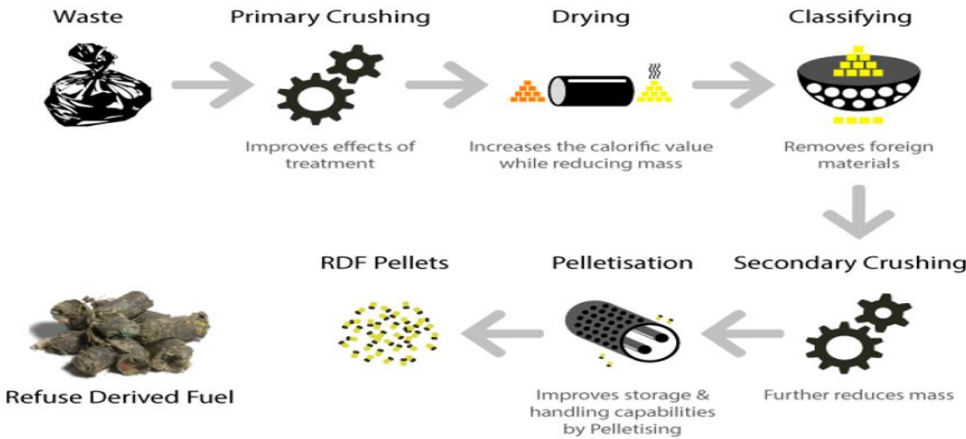 Waste
Primary Crushing
Drying
Classifying
Improves effects of
treatment
Increases the calorific value
while reducing mass
Removes foreign
materials
RDF Pellets
Pelletisation
Secondary Crushing
Refuse Derived Fuel
Improves storage &
handling capabilities
by Pelletising
Further reduces mass